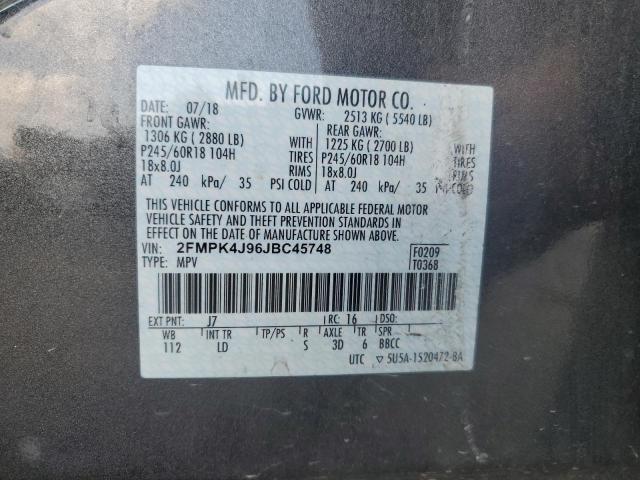 MFD. BY FORD MOTOR CO.
DATE: 07/18 GVWR: 2513 KG ( 5540 LB)
FRONT GAWR: REAR GAWR:
1306 KG ( 2880 LB) WITH 1225 KG ( 2700 LB) WITH
P245/60R18 104H TIRES P245/60R18 104H TIRES
18x8.0J RIMS 18x8.0J RIMS
AT 240 kPa/ 35 PSI COLD AT 240 kPa/ 35 PSI COLD
THIS VEHICLE CONFORMS TO ALL APPLICABLE FEDERAL MOTOR
VEHICLE SAFETY AND THEFT PREVENTION STANDARDS IN
EFFECT ON THE DATE OF MANUFACTURE SHOWN ABOVE.
VIN: 2FMPK4J96JBC45748 F0209
TYPE: MPV T0368
EXT PNT: J7 RC: 16 DSO:
WB INT TR TP/PS R AXLE TR SPR
112 LD S 3D 6 BBCC
UTC ▽ 5U5A-1520472-BA